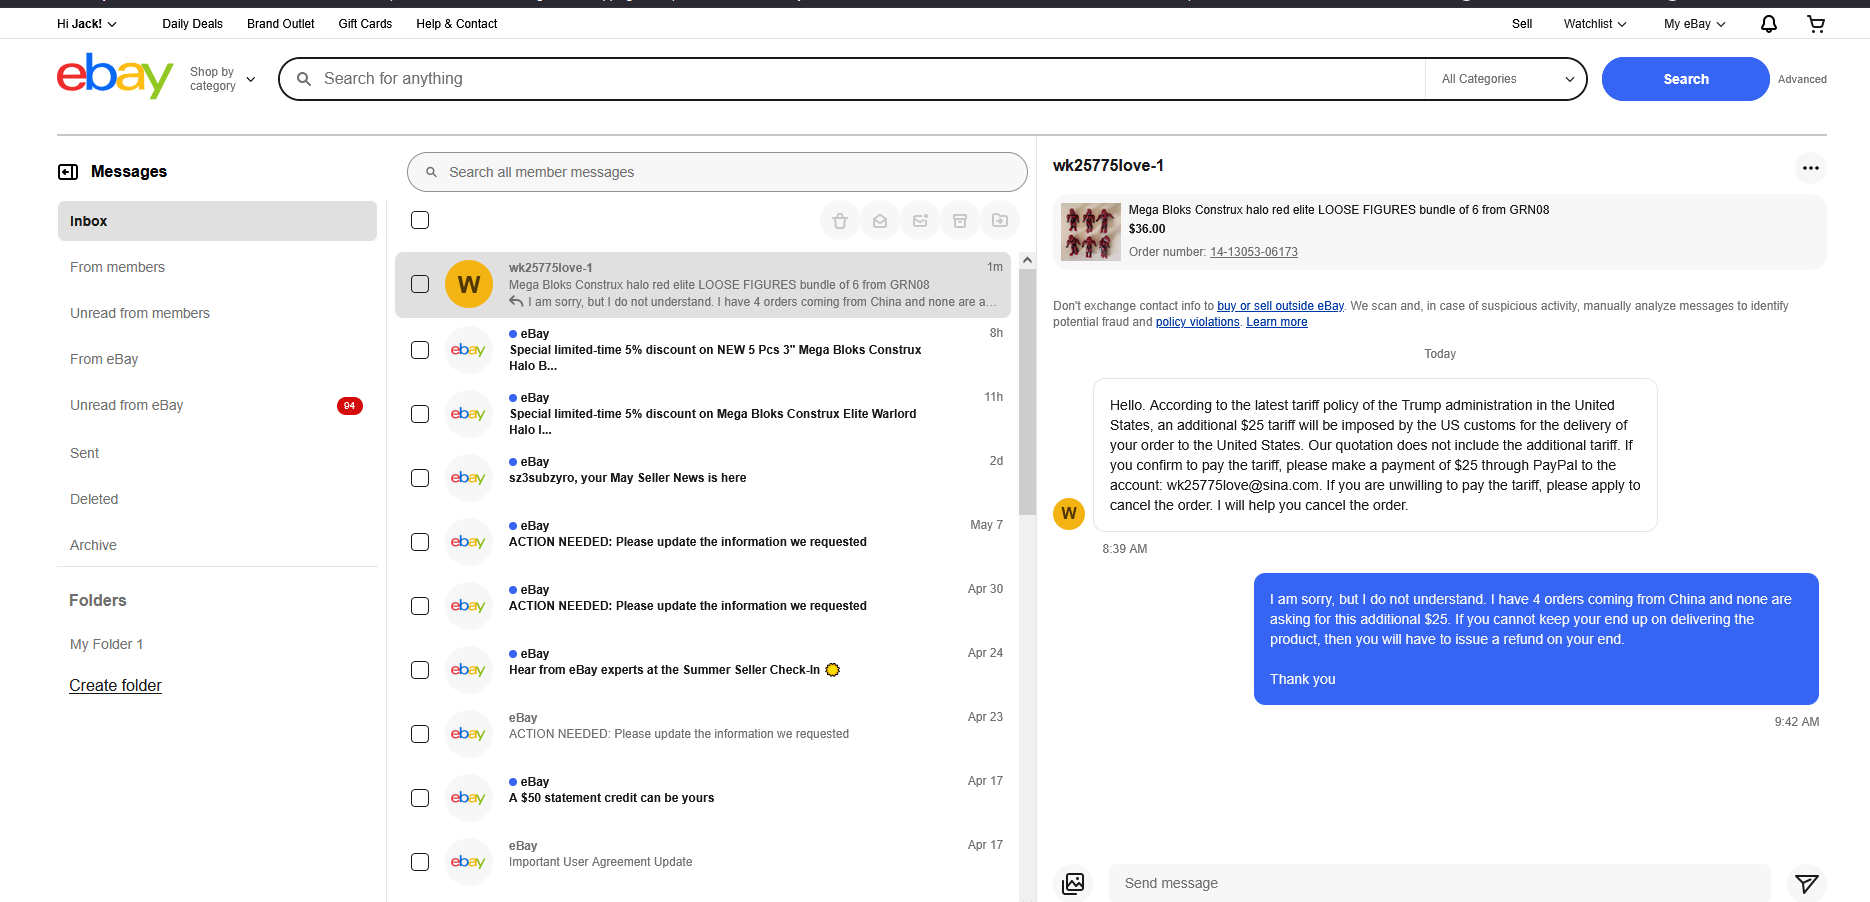 Hi Jack!
Daily Deals
Brand Outlet
Gift Cards
Help & Contact
Sell
Watchlist
My eBay
ebay
Shop by
category
Search for anything
All Categories
Search
Advanced
Messages
Inbox
From members
Unread from members
From eBay
Unread from eBay
94
Sent
Deleted
Archive
Folders
My Folder 1
Create folder
Search all member messages
W
wk25775love-1
1m
Mega Bloks Construx halo red elite LOOSE FIGURES bundle of 6 from GRN08
I am sorry, but I do not understand. I have 4 orders coming from China and none are a...
ebay
eBay
8h
Special limited-time 5% discount on NEW 5 Pcs 3" Mega Bloks Construx
Halo B...
ebay
eBay
11h
Special limited-time 5% discount on Mega Bloks Construx Elite Warlord
Halo I...
ebay
eBay
2d
sz3subzyro, your May Seller News is here
ebay
eBay
May 7
ACTION NEEDED: Please update the information we requested
ebay
eBay
Apr 30
ACTION NEEDED: Please update the information we requested
ebay
eBay
Apr 24
Hear from eBay experts at the Summer Seller Check-In
ebay
eBay
Apr 23
ACTION NEEDED: Please update the information we requested
ebay
eBay
Apr 17
A $50 statement credit can be yours
ebay
eBay
Apr 17
Important User Agreement Update
wk25775love-1
Mega Bloks Construx halo red elite LOOSE FIGURES bundle of 6 from GRN08
$36.00
Order number: 14-13053-06173
Don't exchange contact info to buy or sell outside eBay. We scan and, in case of suspicious activity, manually analyze messages to identify
potential fraud and policy violations. Learn more
Today
Hello. According to the latest tariff policy of the Trump administration in the United
States, an additional $25 tariff will be imposed by the US customs for the delivery of
your order to the United States. Our quotation does not include the additional tariff. If
you confirm to pay the tariff, please make a payment of $25 through PayPal to the
account: wk25775love@sina.com. If you are unwilling to pay the tariff, please apply to
cancel the order. I will help you cancel the order.
W
8:39 AM
I am sorry, but I do not understand. I have 4 orders coming from China and none are
asking for this additional $25. If you cannot keep your end up on delivering the
product, then you will have to issue a refund on your end.
Thank you
9:42 AM
Send message